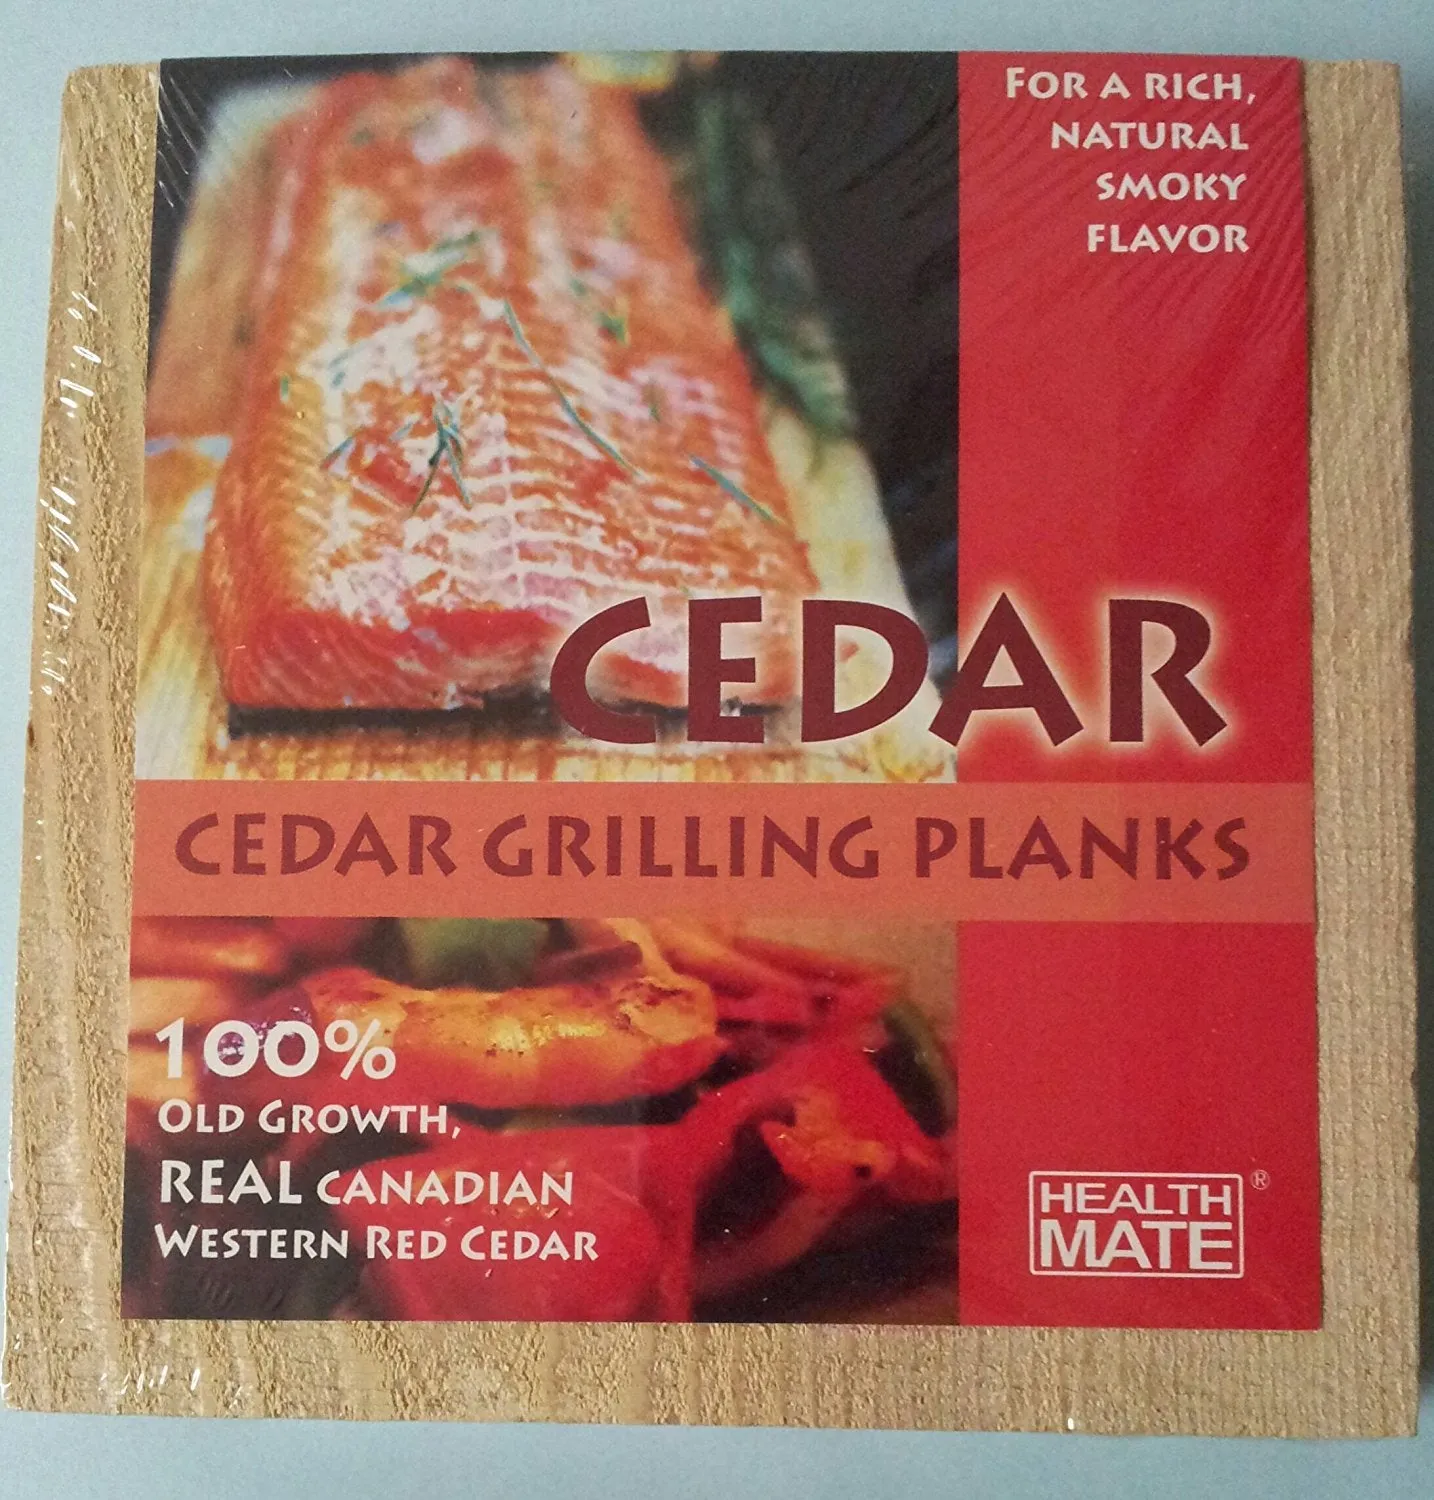 FOR A RICH,
NATURAL
SMOKY
FLAVOR
CEDAR
CEDAR GRILLING PLANKS
100%
OLD GROWTH,
REAL CANADIAN
WESTERN RED CEDAR
HEALTH ®
MATE